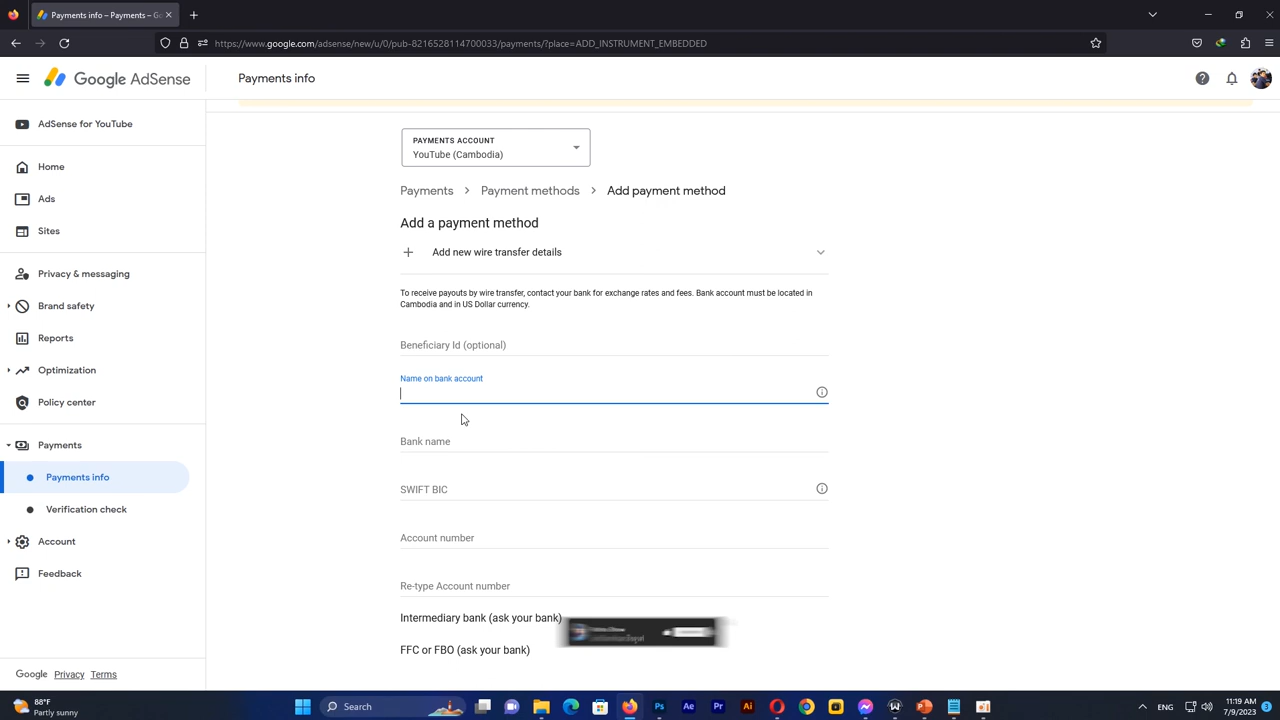 Payments info – Payments – Go
https://www.google.com/adsense/new/u/0/pub-8216528114700033/payments/?place=ADD_INSTRUMENT_EMBEDDED
Google AdSense
Payments info
AdSense for YouTube
Home
Ads
Sites
Privacy & messaging
Brand safety
Reports
Optimization
Policy center
Payments
Payments info
Verification check
Account
Feedback
Google Privacy Terms
PAYMENTS ACCOUNT
YouTube (Cambodia)
Payments > Payment methods > Add payment method
Add a payment method
Add new wire transfer details
To receive payouts by wire transfer, contact your bank for exchange rates and fees. Bank account must be located in
Cambodia and in US Dollar currency.
Beneficiary Id (optional)
Name on bank account
Bank name
SWIFT BIC
Account number
Re-type Account number
Intermediary bank (ask your bank)
FFC or FBO (ask your bank)
88°F
Partly sunny
Search
ENG
11:19 AM
7/9/2023